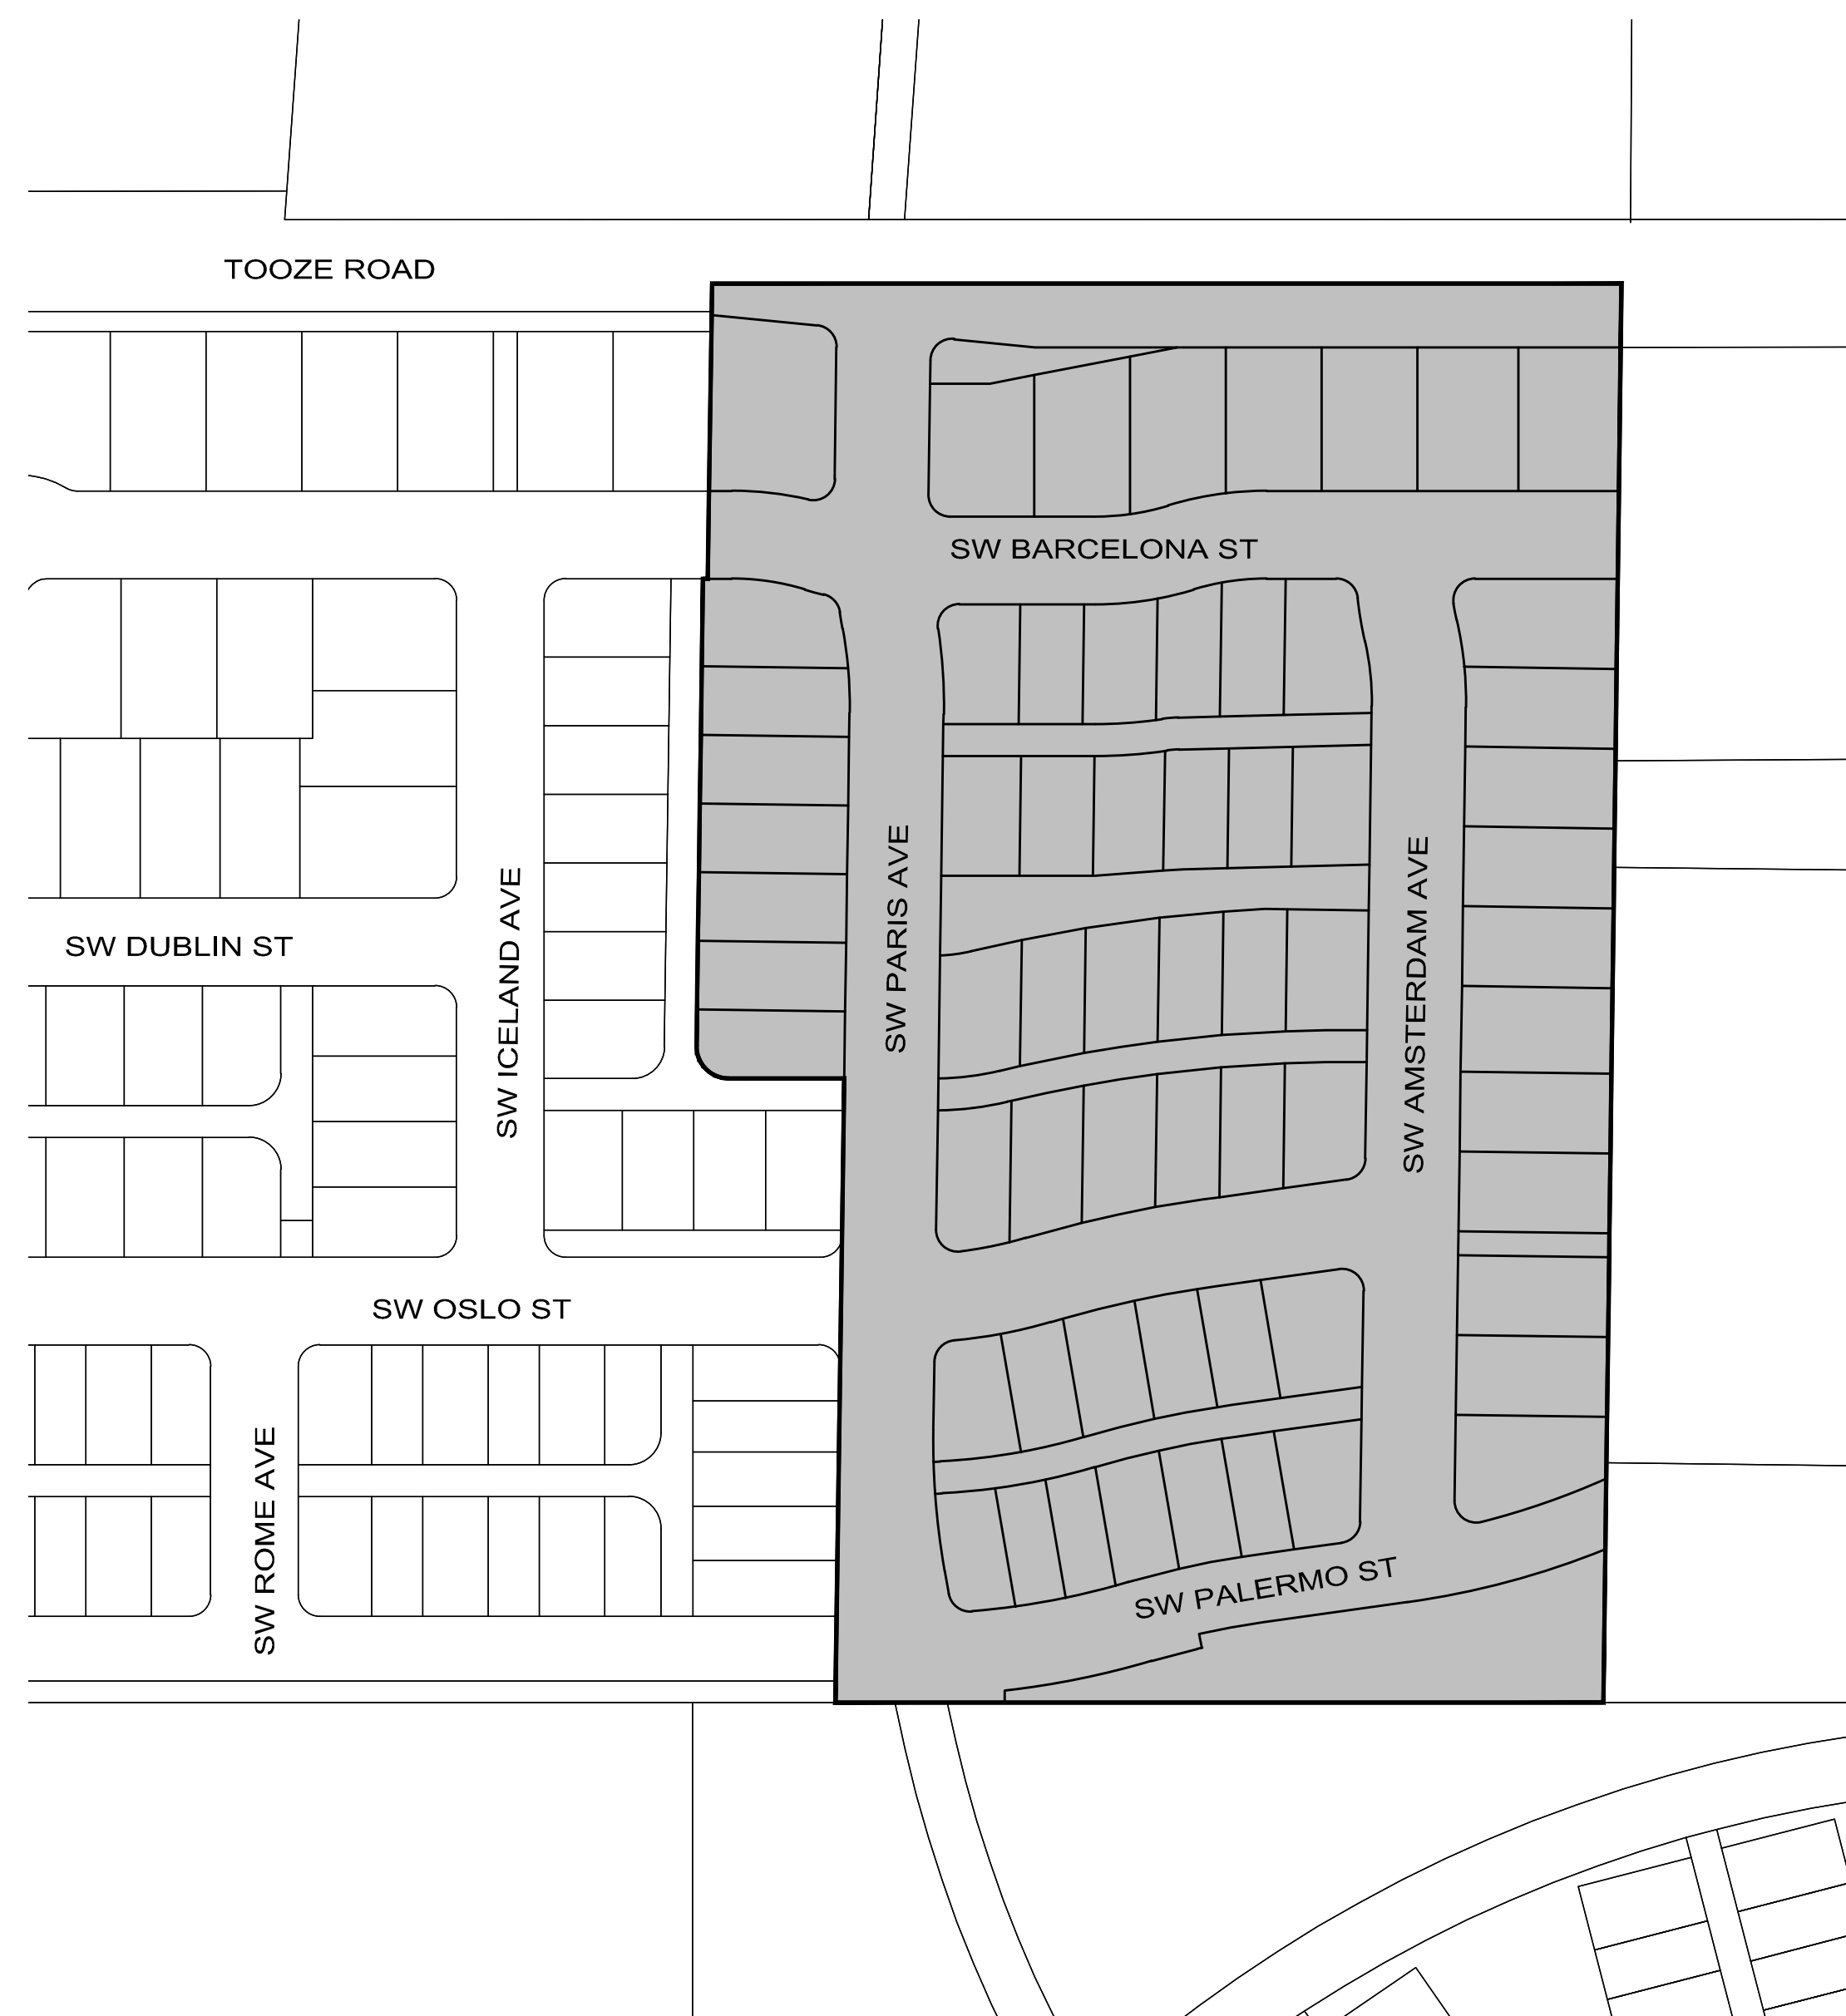 TOOZE ROAD
SW BARCELONA ST
SW PARIS AVE
SW AMSTERDAM AVE
SW ICELAND AVE
SW DUBLIN ST
SW OSLO ST
SW ROME AVE
SW PALERMO ST